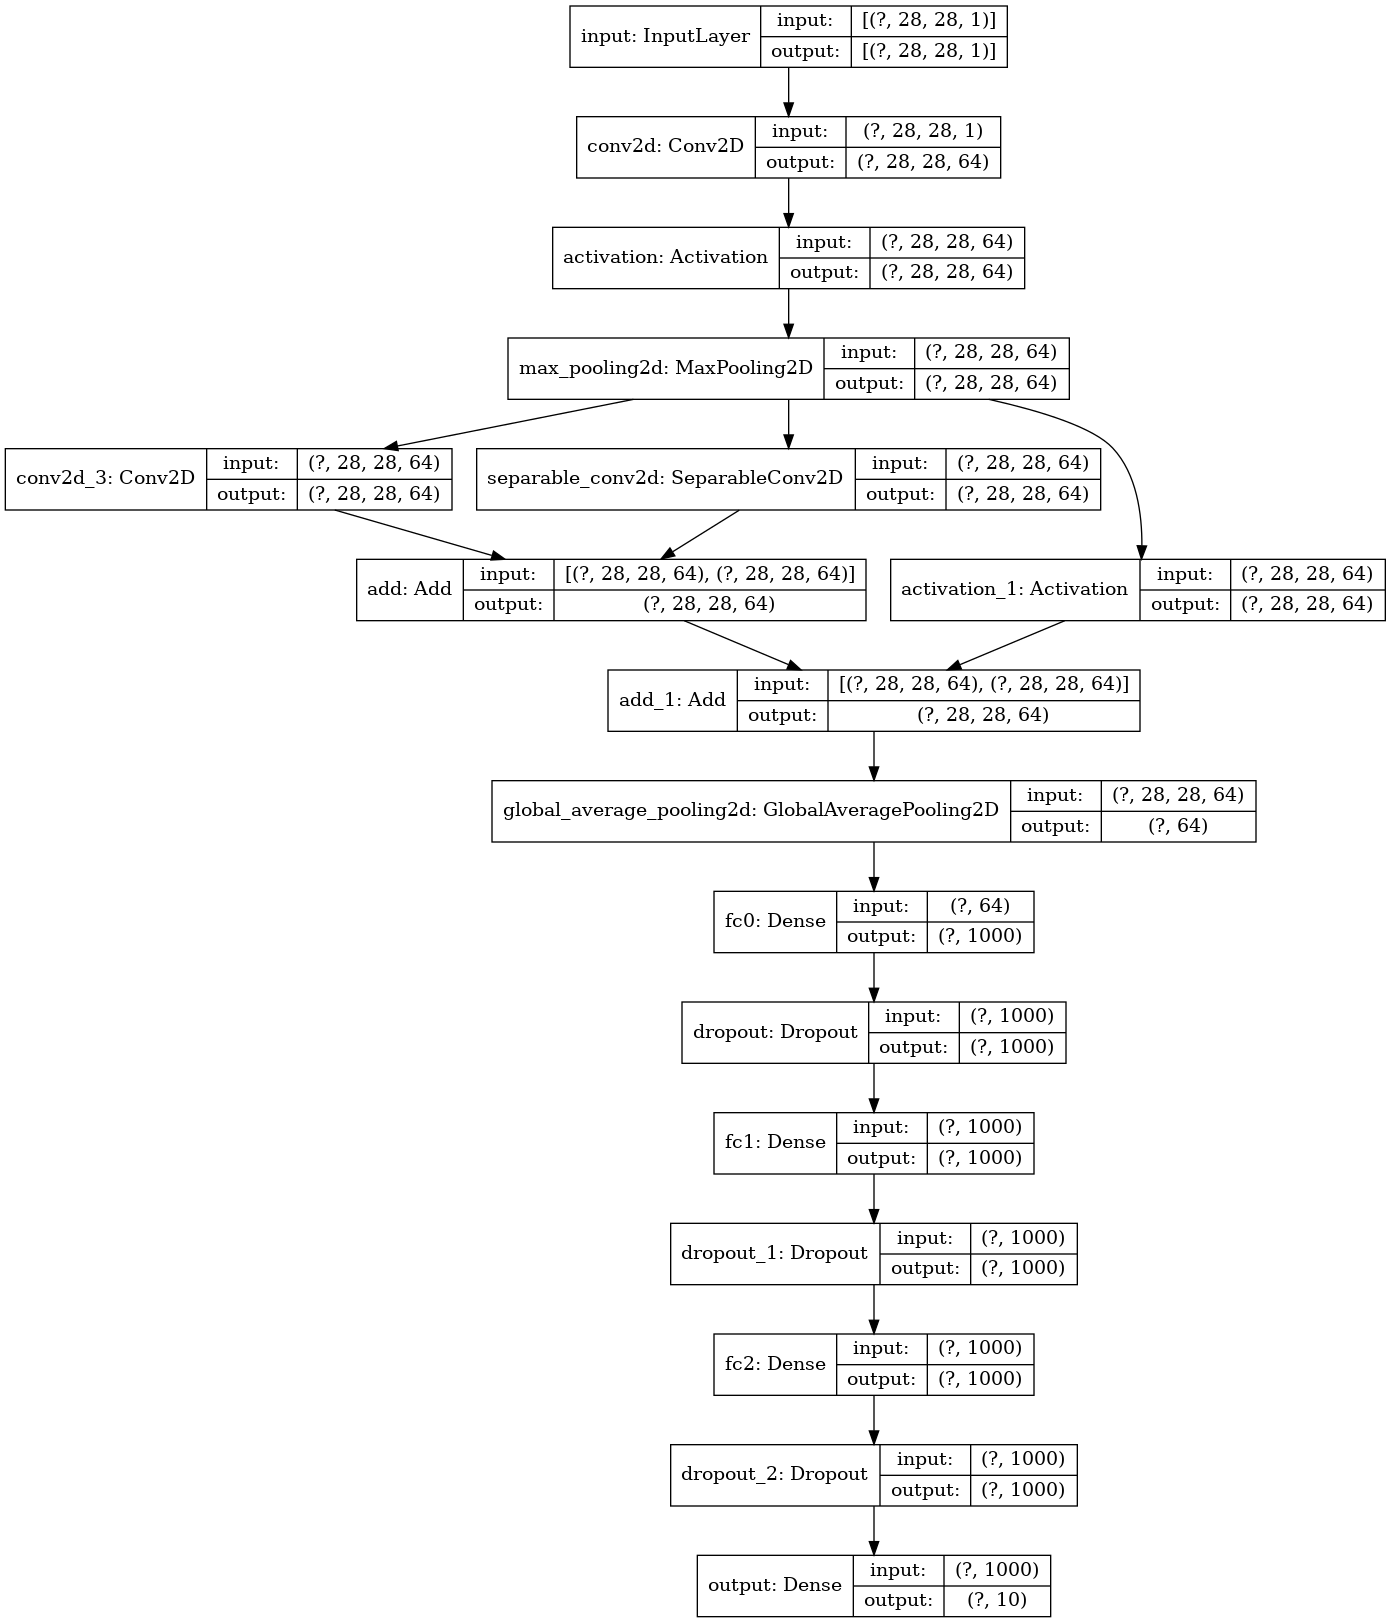 input: InputLayer
input: [(?, 28, 28, 1)]
output: [(?, 28, 28, 1)]
conv2d: Conv2D
input: (?, 28, 28, 1)
output: (?, 28, 28, 64)
activation: Activation
input: (?, 28, 28, 64)
output: (?, 28, 28, 64)
max_pooling2d: MaxPooling2D
input: (?, 28, 28, 64)
output: (?, 28, 28, 64)
conv2d_3: Conv2D
input: (?, 28, 28, 64)
output: (?, 28, 28, 64)
separable_conv2d: SeparableConv2D
input: (?, 28, 28, 64)
output: (?, 28, 28, 64)
add: Add
input: [(?, 28, 28, 64), (?, 28, 28, 64)]
output: (?, 28, 28, 64)
activation_1: Activation
input: (?, 28, 28, 64)
output: (?, 28, 28, 64)
add_1: Add
input: [(?, 28, 28, 64), (?, 28, 28, 64)]
output: (?, 28, 28, 64)
global_average_pooling2d: GlobalAveragePooling2D
input: (?, 28, 28, 64)
output: (?, 64)
fc0: Dense
input: (?, 64)
output: (?, 1000)
dropout: Dropout
input: (?, 1000)
output: (?, 1000)
fc1: Dense
input: (?, 1000)
output: (?, 1000)
dropout_1: Dropout
input: (?, 1000)
output: (?, 1000)
fc2: Dense
input: (?, 1000)
output: (?, 1000)
dropout_2: Dropout
input: (?, 1000)
output: (?, 1000)
output: Dense
input: (?, 1000)
output: (?, 10)